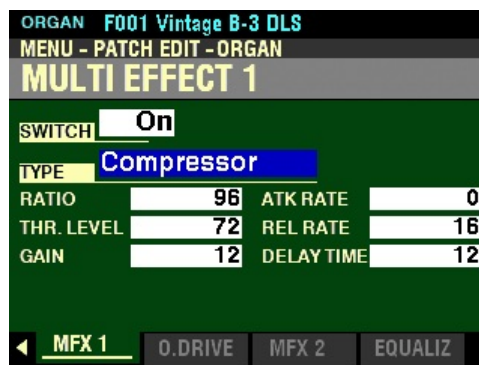 ORGAN F001 Vintage B-3 DLS
MENU - PATCH EDIT - ORGAN
MULTI EFFECT 1
SWITCH On
TYPE Compressor
RATIO 96 ATK RATE 0
THR. LEVEL 72 REL RATE 16
GAIN 12 DELAY TIME 12
MFX 1 O.DRIVE MFX 2 EQUALIZ